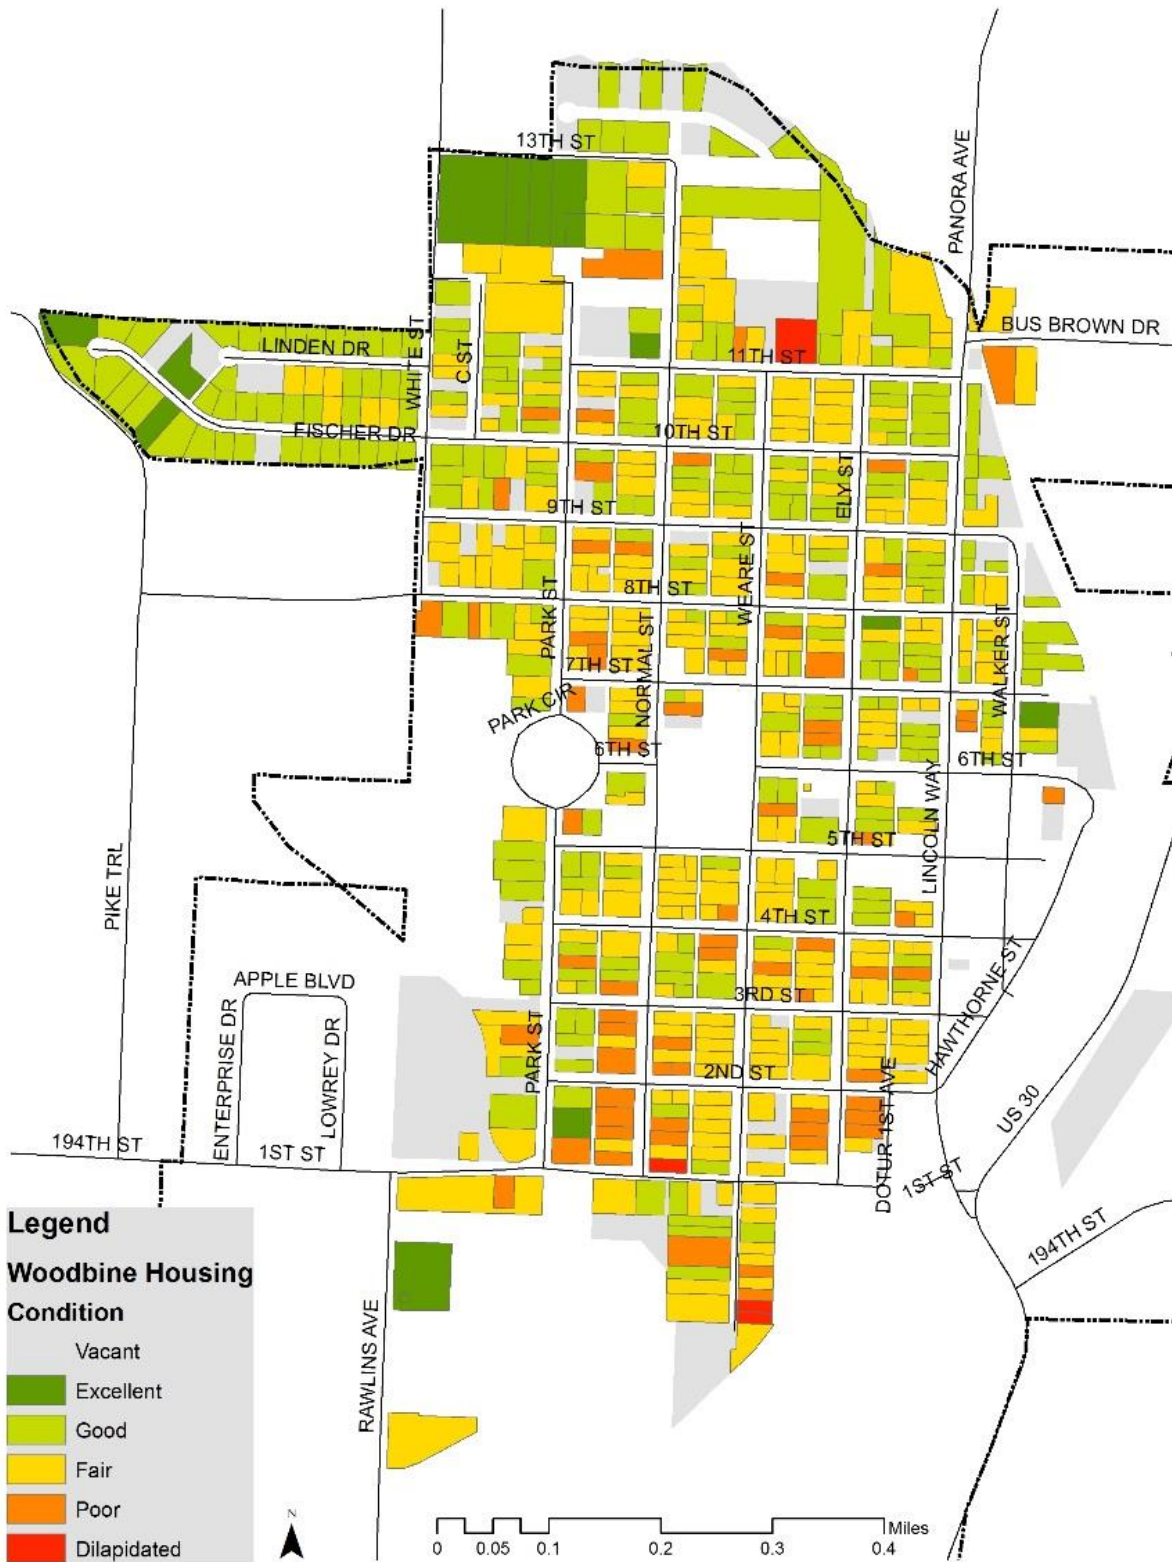 13TH ST
PANORA AVE
BUS BROWN DR
LINDEN DR
WHITE ST
C ST
11TH ST
FISCHER DR
10TH ST
ELY ST
9TH ST
WEARE ST
8TH ST
PARK ST
NORMAL ST
7TH ST
WALKER ST
PARK CIR
6TH ST
6TH ST
LINCOLN WAY
5TH ST
PIKE TRL
4TH ST
HAWTHORNE ST
APPLE BLVD
3RD ST
ENTERPRISE DR
LOWREY DR
PARK ST
2ND ST
DOTUR 1ST AVE
US 30
194TH ST
1ST ST
1ST ST
194TH ST
RAWLINS AVE
Legend
Woodbine Housing
Condition
Vacant
Excellent
Good
Fair
Poor
Dilapidated
N
Miles
0 0.05 0.1 0.2 0.3 0.4